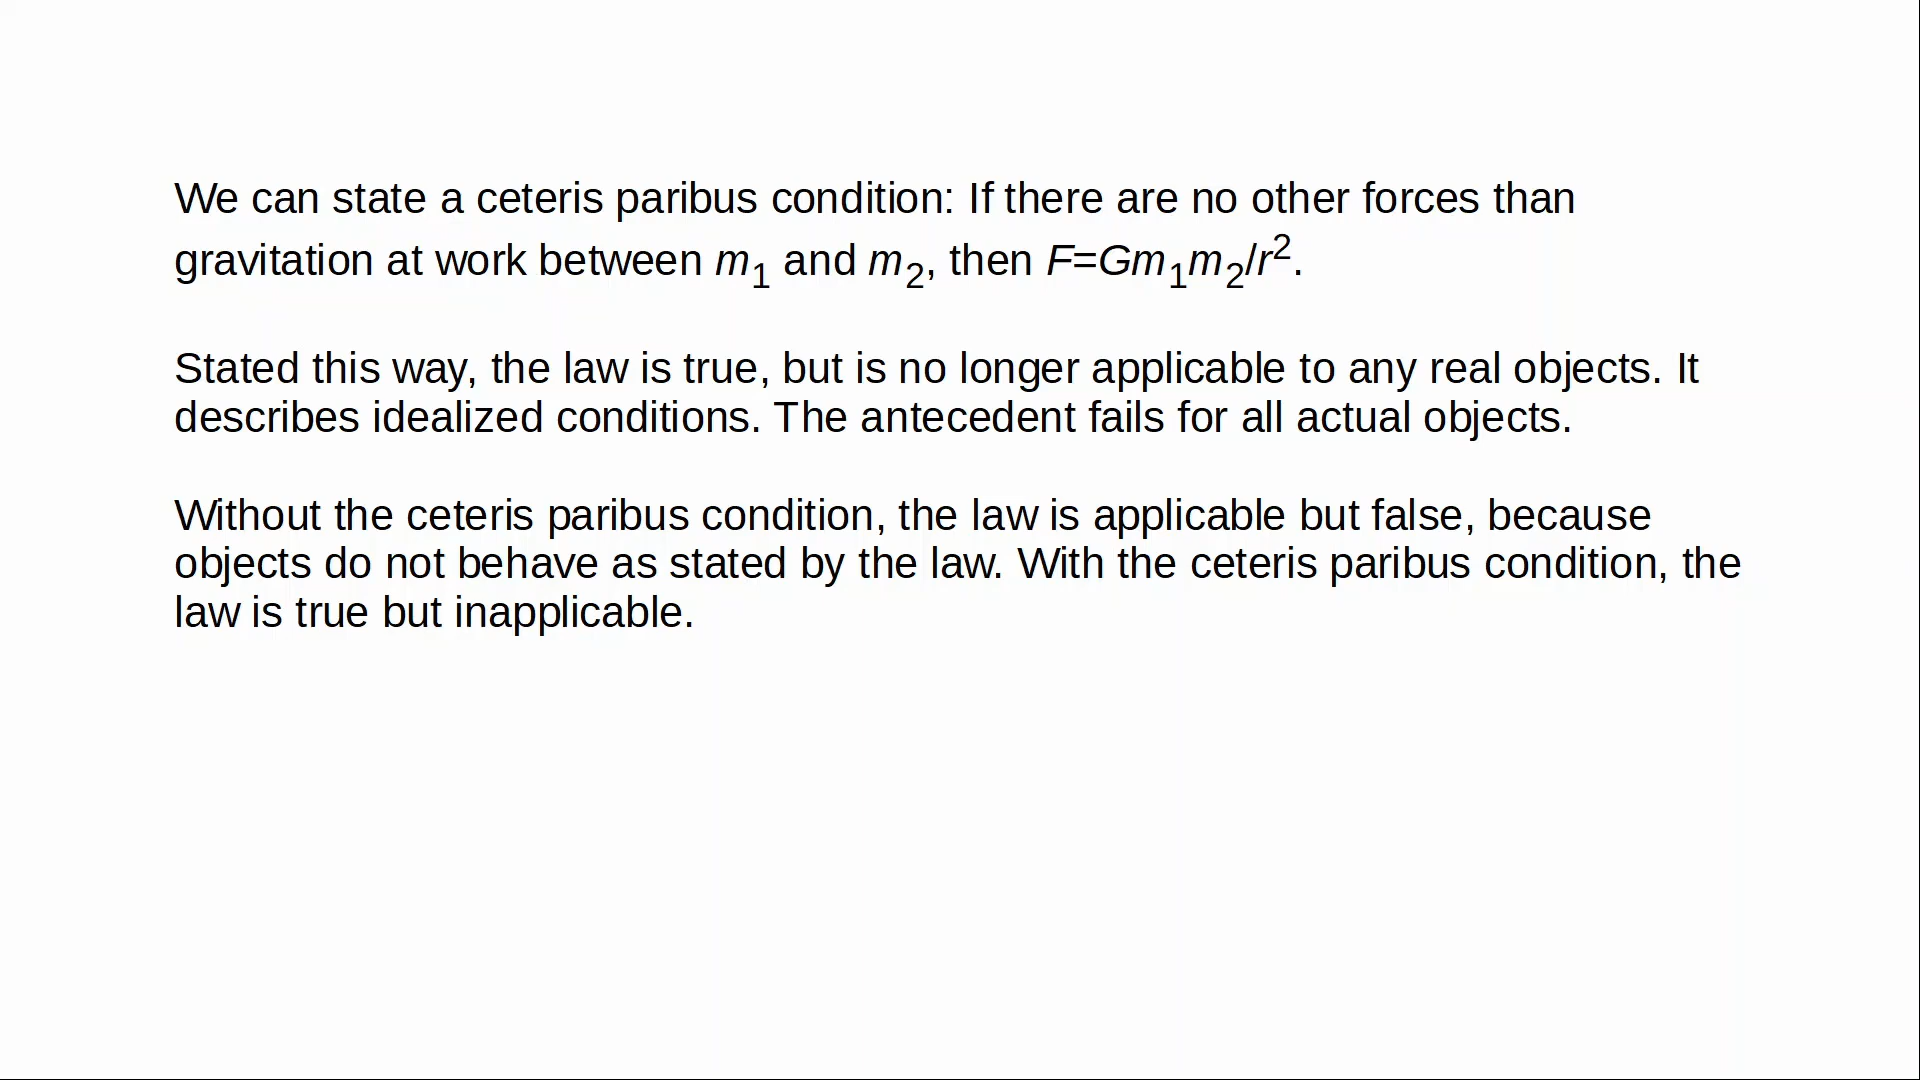 We can state a ceteris paribus condition: If there are no other forces than
gravitation at work between m₁ and m₂, then F=Gm₁m₂/r².
Stated this way, the law is true, but is no longer applicable to any real objects. It
describes idealized conditions. The antecedent fails for all actual objects.
Without the ceteris paribus condition, the law is applicable but false, because
objects do not behave as stated by the law. With the ceteris paribus condition, the
law is true but inapplicable.